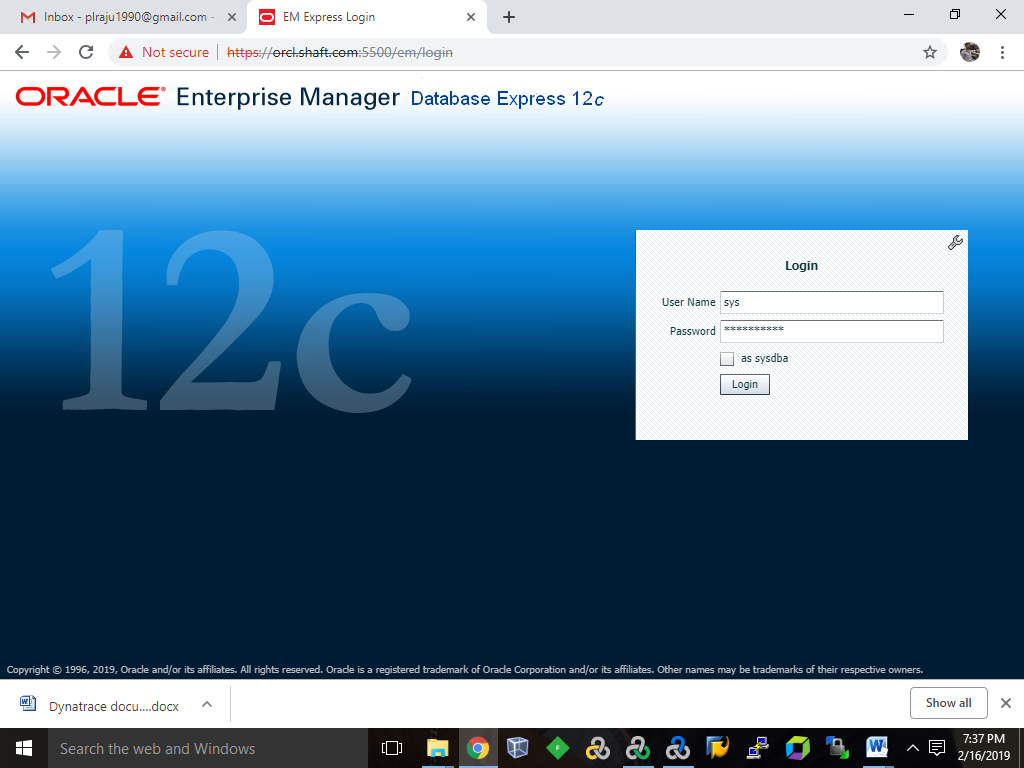 Inbox - plraju1990@gmail.com -
EM Express Login
Not secure
https://orcl.shaft.com:5500/em/login
ORACLE® Enterprise Manager Database Express 12c
12c
Login
User Name sys
Password **********
as sysdba
Login
Copyright © 1996, 2019, Oracle and/or its affiliates. All rights reserved. Oracle is a registered trademark of Oracle Corporation and/or its affiliates. Other names may be trademarks of their respective owners.
Dynatrace docu....docx
Show all
Search the web and Windows
7:37 PM
2/16/2019